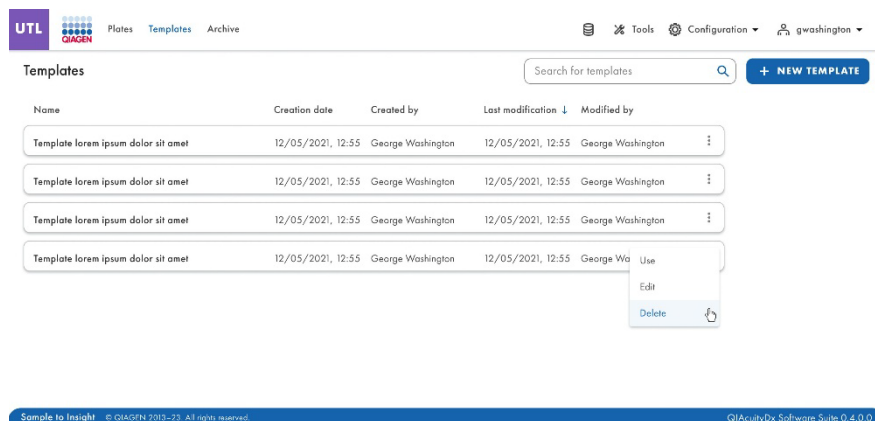 UTL QIAGEN Plates Templates Archive Tools Configuration gwashington
Templates Search for templates + NEW TEMPLATE
Name Creation date Created by Last modification ↓ Modified by
Template lorem ipsum dolor sit amet 12/05/2021, 12:55 George Washington 12/05/2021, 12:55 George Washington
Template lorem ipsum dolor sit amet 12/05/2021, 12:55 George Washington 12/05/2021, 12:55 George Washington
Template lorem ipsum dolor sit amet 12/05/2021, 12:55 George Washington 12/05/2021, 12:55 George Washington
Template lorem ipsum dolor sit amet 12/05/2021, 12:55 George Washington 12/05/2021, 12:55 George Wa
Use
Edit
Delete
Sample to Insight © QIAGEN 2013–23. All rights reserved. QIAcuityDx Software Suite 0.4.0.0